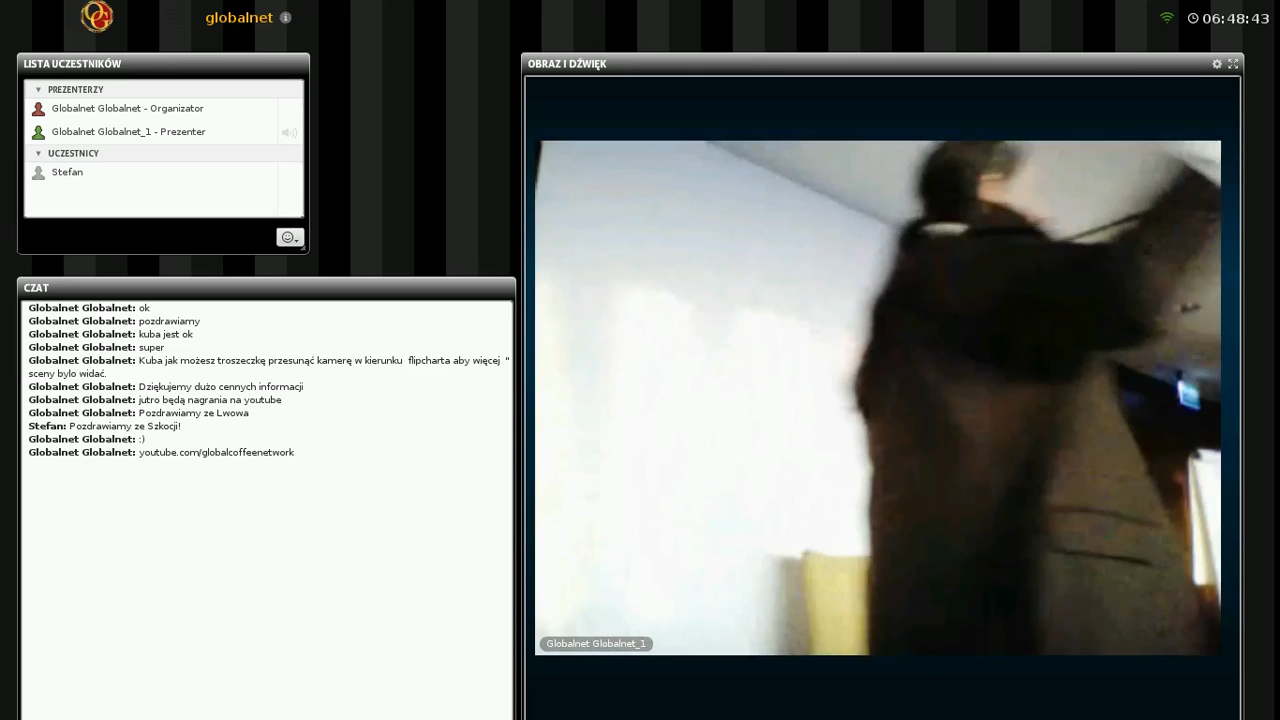 OG
globalnet
06:48:43
LISTA UCZESTNIKÓW
PREZENTERZY
Globalnet Globalnet - Organizator
Globalnet Globalnet_1 - Prezenter
UCZESTNICY
Stefan
CZAT
Globalnet Globalnet: ok
Globalnet Globalnet: pozdrawiamy
Globalnet Globalnet: kuba jest ok
Globalnet Globalnet: super
Globalnet Globalnet: Kuba jak możesz troszeczkę przesunąć kamerę w kierunku  flipcharta aby więcej  "
sceny bylo widać.
Globalnet Globalnet: Dziękujemy dużo cennych informacji
Globalnet Globalnet: jutro będą nagrania na youtube
Globalnet Globalnet: Pozdrawiamy ze Lwowa
Stefan: Pozdrawiamy ze Szkocji!
Globalnet Globalnet: :)
Globalnet Globalnet: youtube.com/globalcoffeenetwork
OBRAZ I DŹWIĘK
Globalnet Globalnet_1